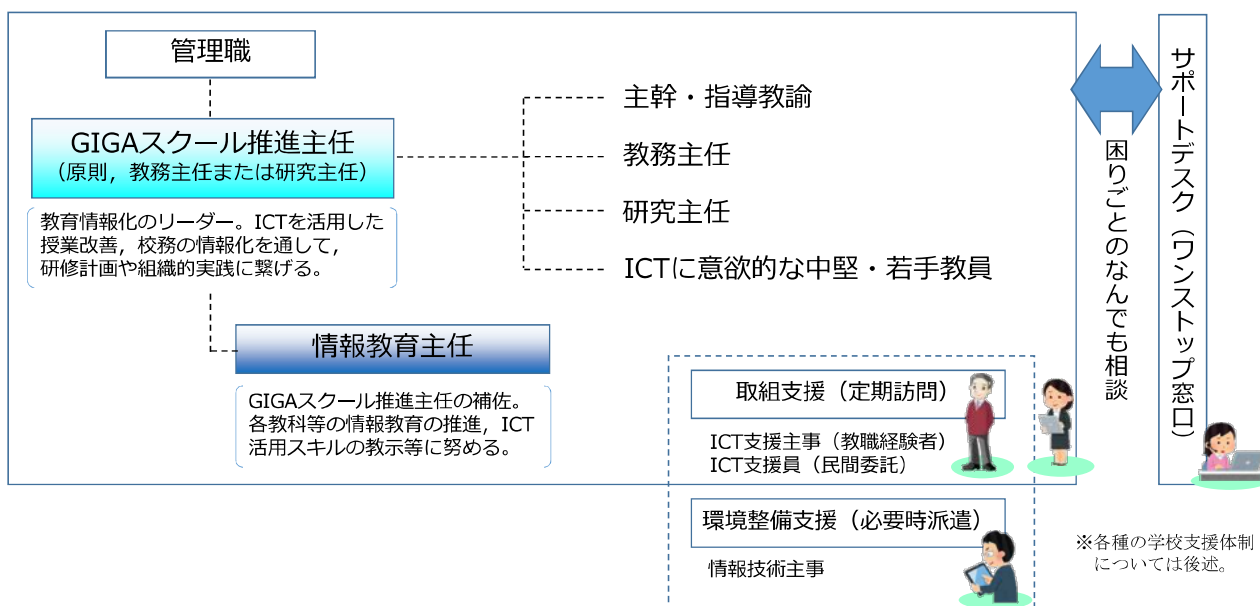 管理職
GIGAスクール推進主任
（原則，教務主任または研究主任）
教育情報化のリーダー。ICTを活用した
授業改善，校務の情報化を通して，
研修計画や組織的実践に繋げる。
主幹・指導教諭
教務主任
研究主任
ICTに意欲的な中堅・若手教員
情報教育主任
GIGAスクール推進主任の補佐。
各教科等の情報教育の推進，ICT
活用スキルの教示等に努める。
取組支援（定期訪問）
ICT支援主事（教職経験者）
ICT支援員（民間委託）
環境整備支援（必要時派遣）
情報技術主事
困りごとのなんでも相談
サポートデスク（ワンストップ窓口）
※各種の学校支援体制
については後述。